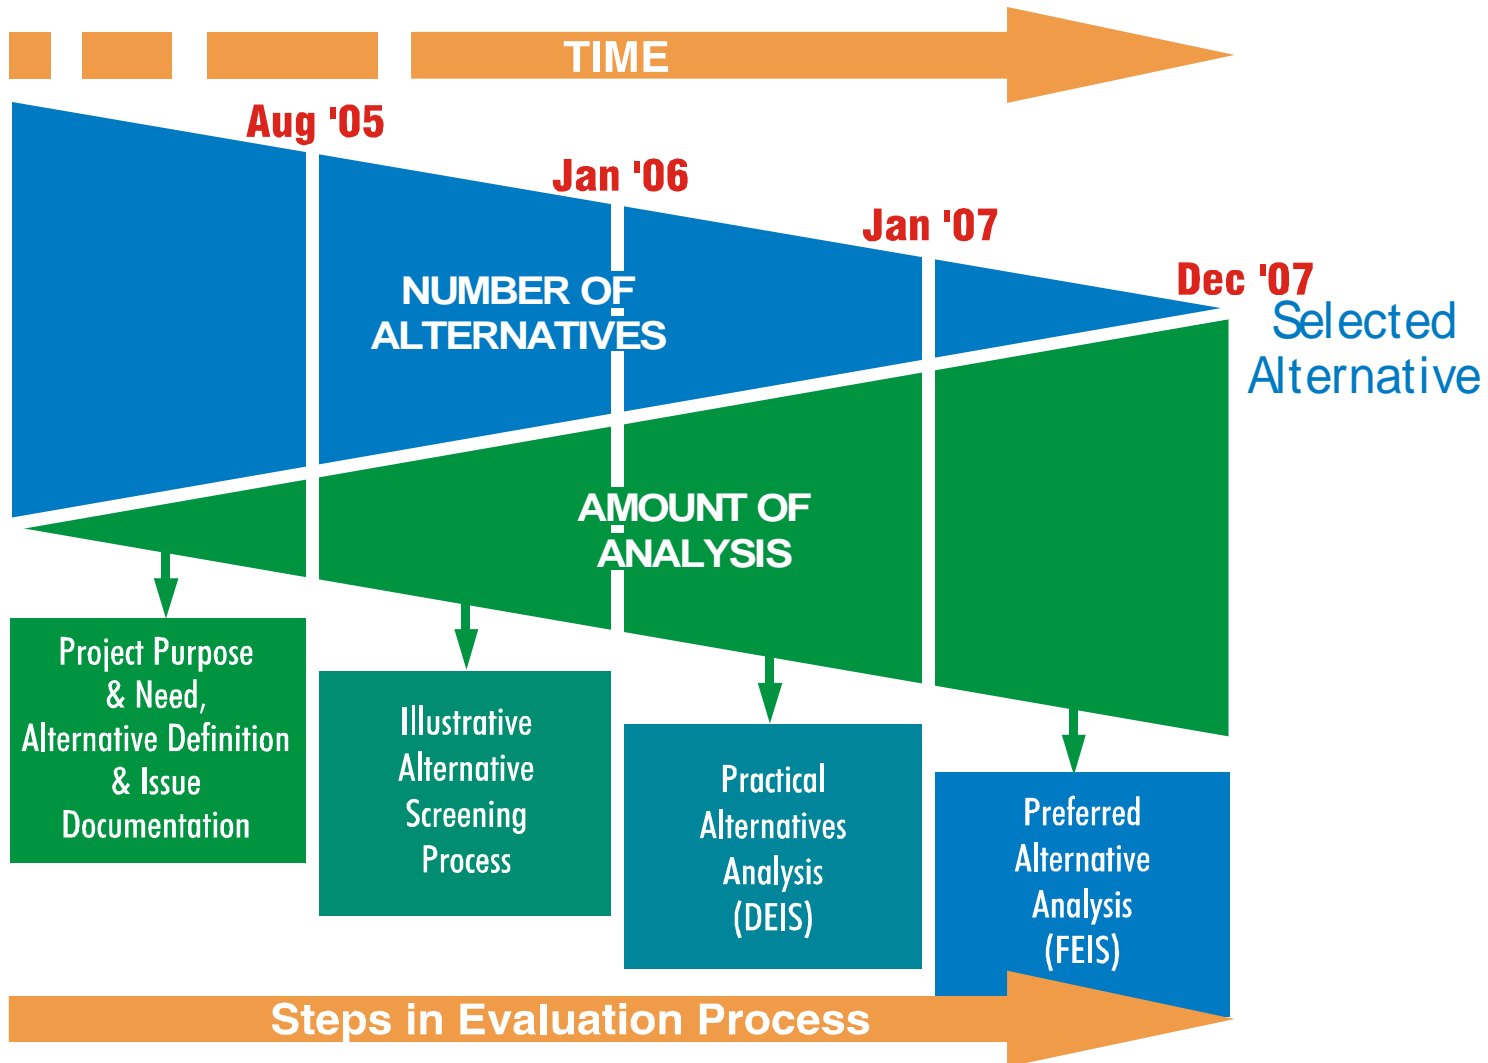 TIME
Aug '05
Jan '06
Jan '07
Dec '07
Selected
Alternative
NUMBER OF
ALTERNATIVES
AMOUNT OF
ANALYSIS
Project Purpose
& Need,
Alternative Definition
& Issue
Documentation
Illustrative
Alternative
Screening
Process
Practical
Alternatives
Analysis
(DEIS)
Preferred
Alternative
Analysis
(FEIS)
Steps in Evaluation Process